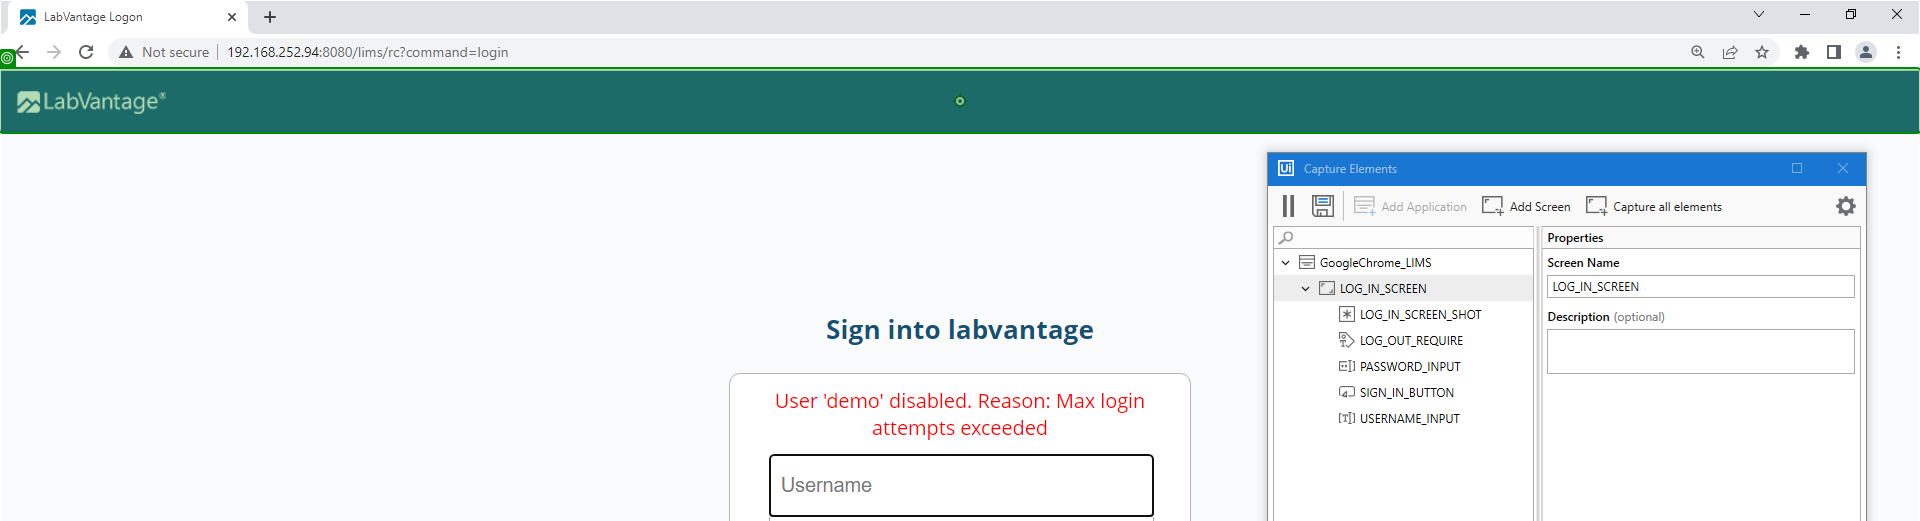 LabVantage Logon
Not secure
192.168.252.94:8080/lims/rc?command=login
LabVantage®
Sign into labvantage
User 'demo' disabled. Reason: Max login
attempts exceeded
Username
Ui Capture Elements
Add Application Add Screen Capture all elements
GoogleChrome_LIMS
LOG_IN_SCREEN
LOG_IN_SCREEN_SHOT
LOG_OUT_REQUIRE
PASSWORD_INPUT
SIGN_IN_BUTTON
USERNAME_INPUT
Properties
Screen Name
LOG_IN_SCREEN
Description (optional)